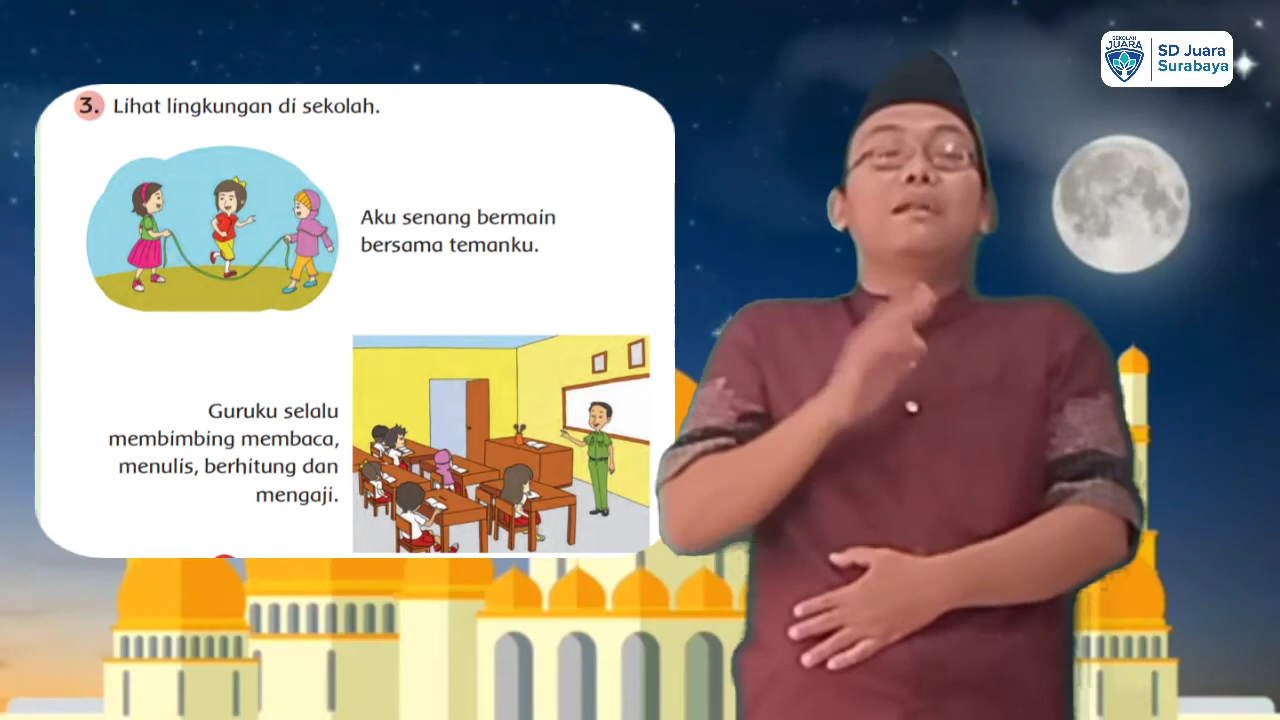 3. Lihat lingkungan di sekolah.
Aku senang bermain
bersama temanku.
Guruku selalu
membimbing membaca,
menulis, berhitung dan
mengaji.
SEKOLAH
JUARA
SD Juara
Surabaya